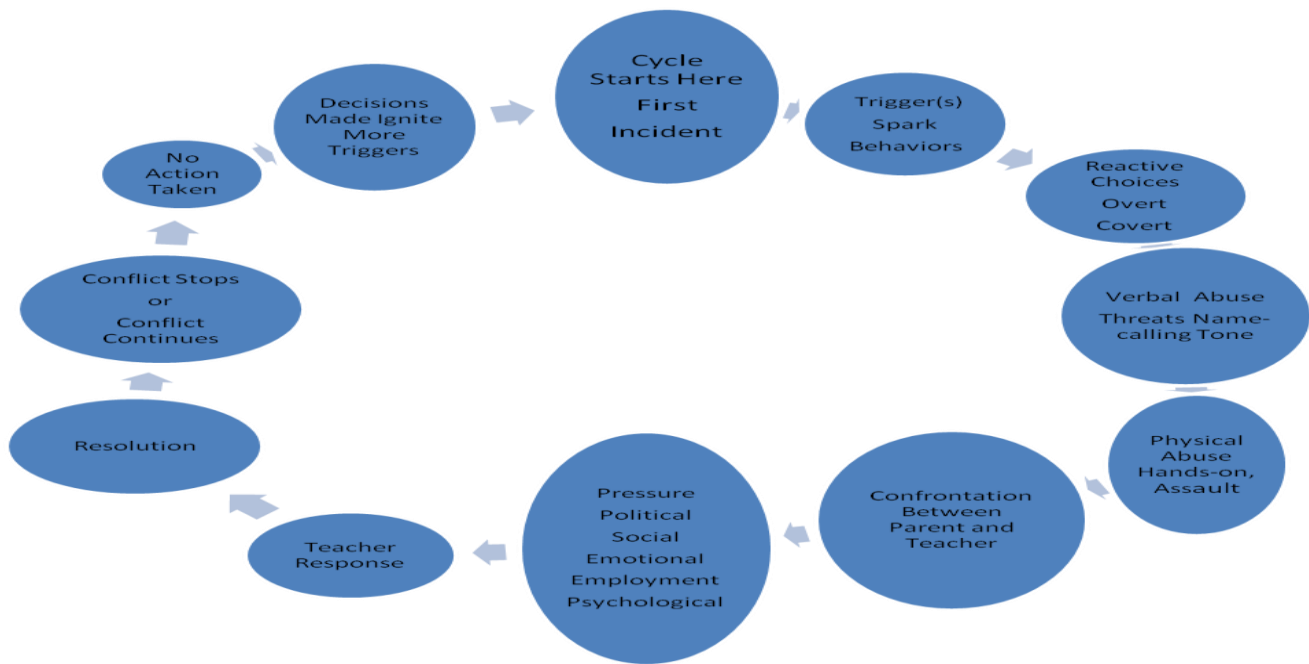 Cycle
Starts Here
First
Incident
Trigger(s)
Spark
Behaviors
Reactive
Choices
Overt
Covert
Verbal Abuse
Threats Name-
calling Tone
Physical
Abuse
Hands-on,
Assault
Confrontation
Between
Parent and
Teacher
Pressure
Political
Social
Emotional
Employment
Psychological
Teacher
Response
Resolution
Conflict Stops
or
Conflict
Continues
No
Action
Taken
Decisions
Made Ignite
More
Triggers